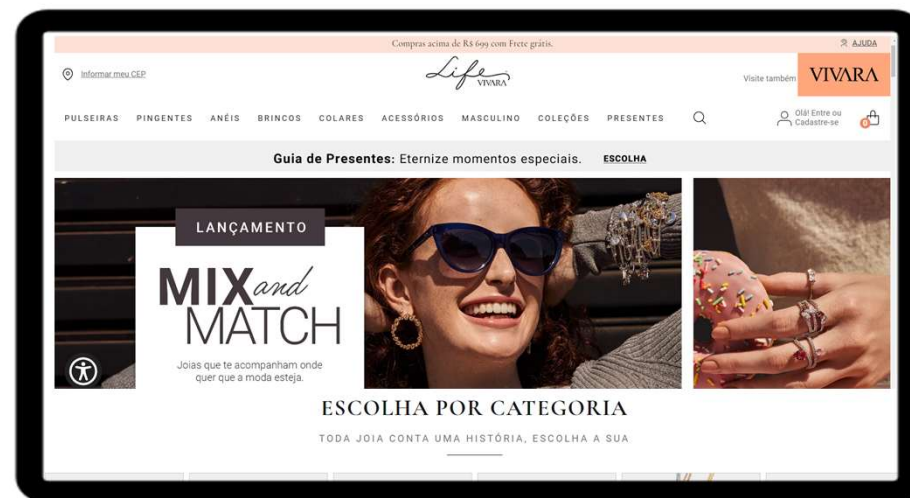 Compras acima de R$ 699 com Frete grátis.
AJUDA
Informar meu CEP
Life
VIVARA
Visite também
VIVARA
PULSEIRAS PINGENTES ANÉIS BRINCOS COLARES ACESSÓRIOS MASCULINO COLEÇÕES PRESENTES
Olá! Entre ou
Cadastre-se
0
Guia de Presentes: Eternize momentos especiais. ESCOLHA
LANÇAMENTO
MIX and
MATCH
Joias que te acompanham onde
quer que a moda esteja.
ESCOLHA POR CATEGORIA
TODA JOIA CONTA UMA HISTÓRIA, ESCOLHA A SUA